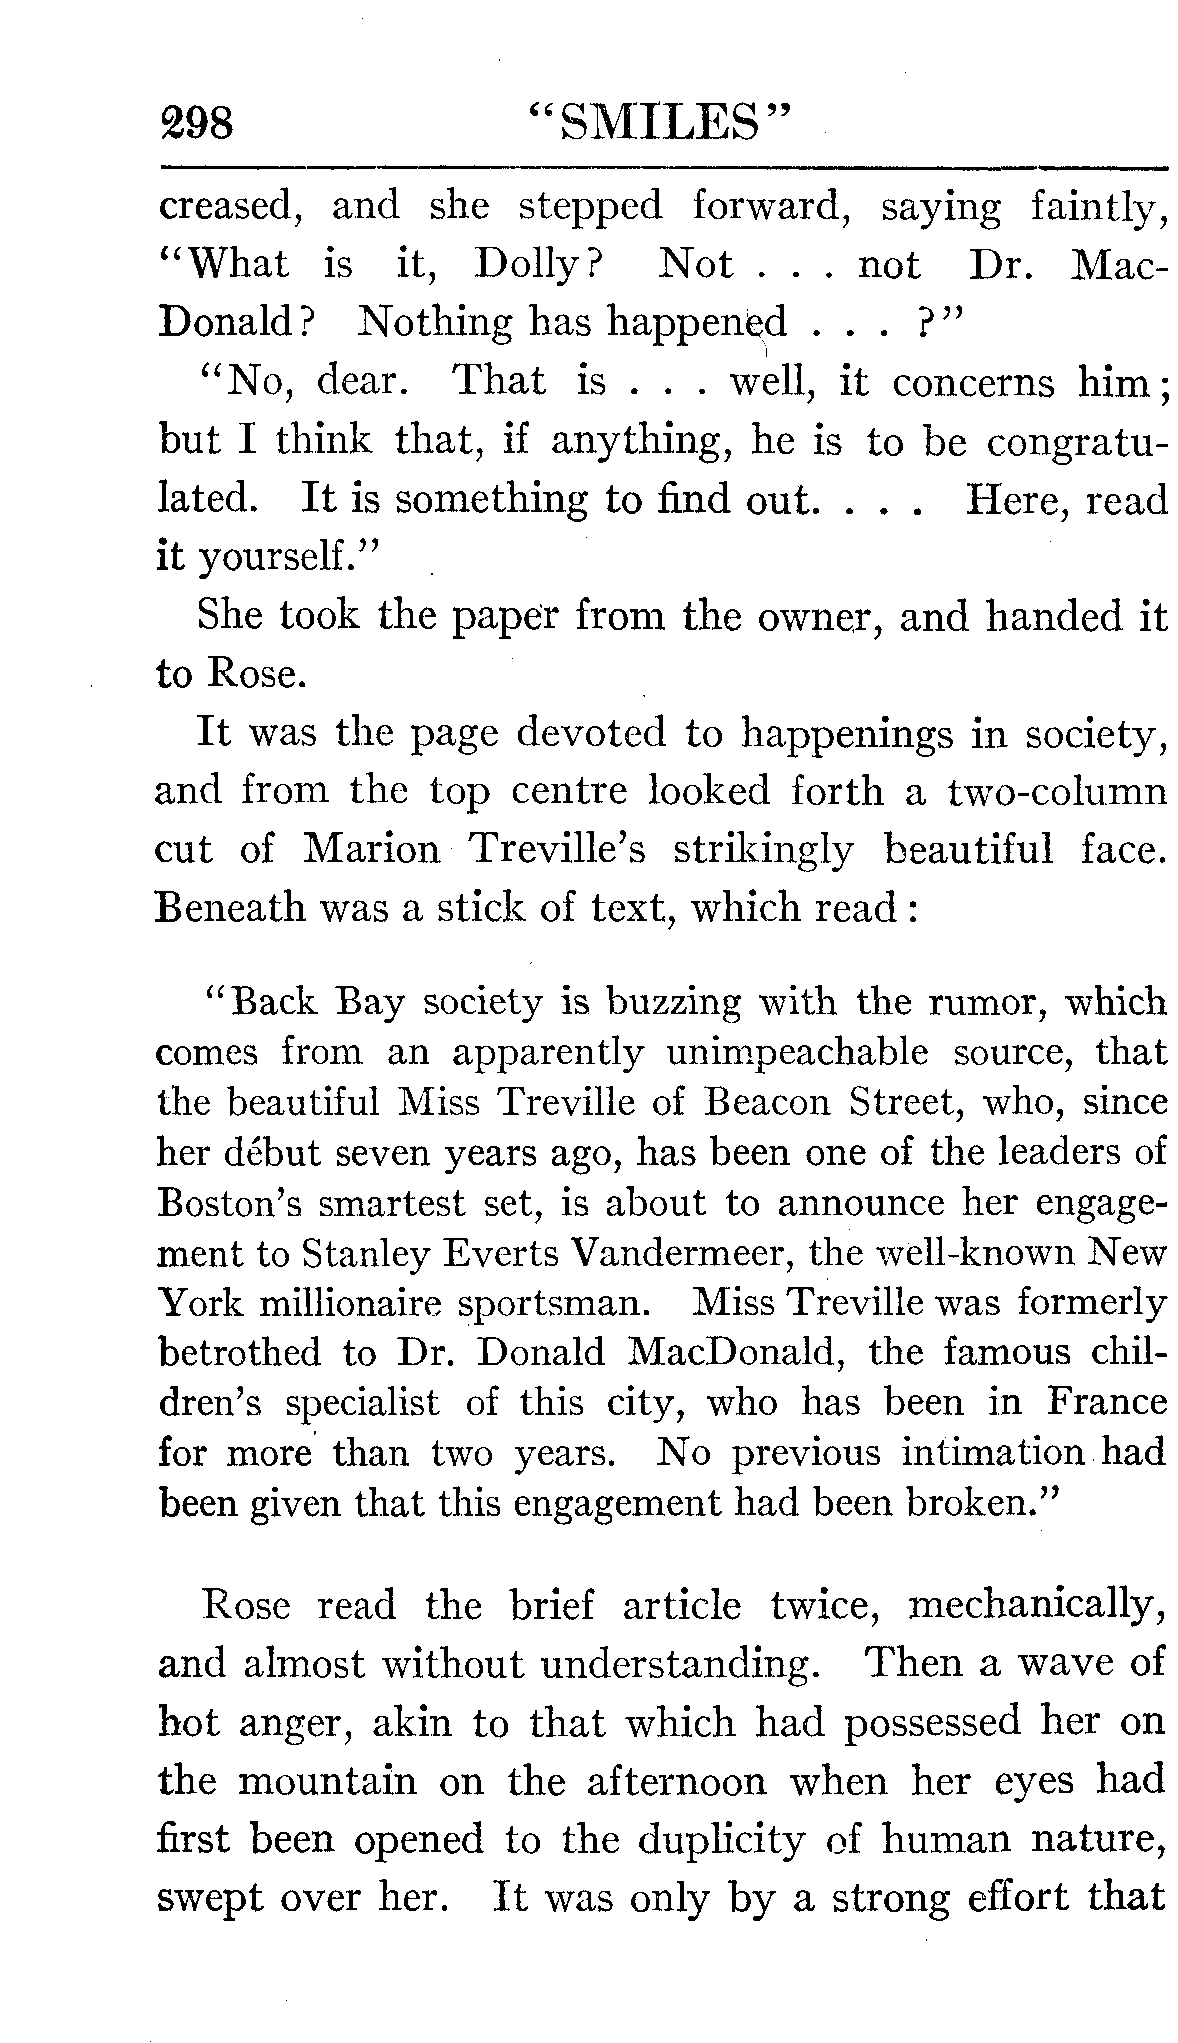 298 "SMILES"
creased, and she stepped forward, saying faintly,
"What is it, Dolly? Not . . . not Dr. Mac-
Donald? Nothing has happened . . . ?"
"No, dear. That is . . . well, it concerns him;
but I think that, if anything, he is to be congratu-
lated. It is something to find out. . . . Here, read
it yourself."
She took the paper from the owner, and handed it
to Rose.
It was the page devoted to happenings in society,
and from the top centre looked forth a two-column
cut of Marion Treville's strikingly beautiful face.
Beneath was a stick of text, which read:
"Back Bay society is buzzing with the rumor, which
comes from an apparently unimpeachable source, that
the beautiful Miss Treville of Beacon Street, who, since
her début seven years ago, has been one of the leaders of
Boston's smartest set, is about to announce her engage-
ment to Stanley Everts Vandermeer, the well-known New
York millionaire sportsman. Miss Treville was formerly
betrothed to Dr. Donald MacDonald, the famous chil-
dren's specialist of this city, who has been in France
for more than two years. No previous intimation had
been given that this engagement had been broken."
Rose read the brief article twice, mechanically,
and almost without understanding. Then a wave of
hot anger, akin to that which had possessed her on
the mountain on the afternoon when her eyes had
first been opened to the duplicity of human nature,
swept over her. It was only by a strong effort that